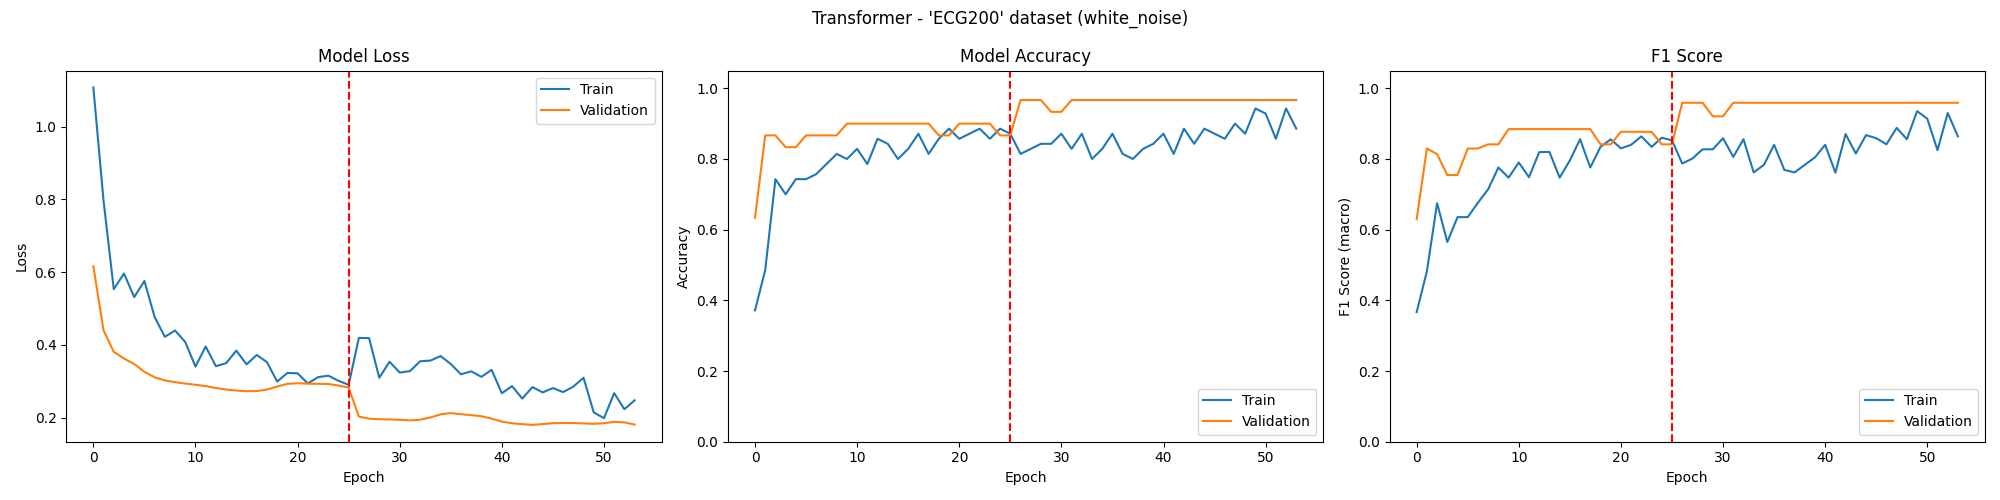 Transformer - 'ECG200' dataset (white_noise)
Model Loss
Loss
1.0
0.8
0.6
0.4
0.2
0 10 20 30 40 50
Epoch
Train
Validation
Model Accuracy
Accuracy
1.0
0.8
0.6
0.4
0.2
0.0
0 10 20 30 40 50
Epoch
Train
Validation
F1 Score
F1 Score (macro)
1.0
0.8
0.6
0.4
0.2
0.0
0 10 20 30 40 50
Epoch
Train
Validation